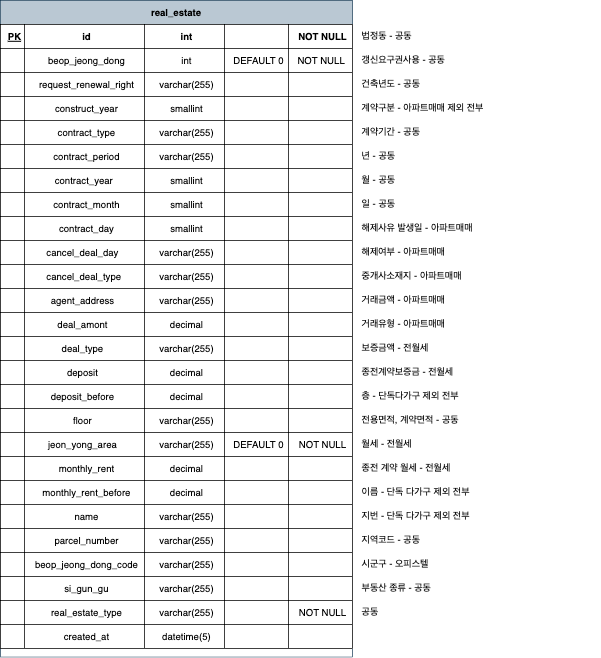 real_estate
PK id int NOT NULL 법정동 - 공동
beop_jeong_dong int DEFAULT 0 NOT NULL 갱신요구권사용 - 공동
request_renewal_right varchar(255) 건축년도 - 공동
construct_year smallint 계약구분 - 아파트매매 제외 전부
contract_type varchar(255) 계약기간 - 공동
contract_period varchar(255) 년 - 공동
contract_year smallint 월 - 공동
contract_month smallint 일 - 공동
contract_day smallint 해제사유 발생일 - 아파트매매
cancel_deal_day varchar(255) 해제여부 - 아파트매매
cancel_deal_type varchar(255) 중개사소재지 - 아파트매매
agent_address varchar(255) 거래금액 - 아파트매매
deal_amont decimal 거래유형 - 아파트매매
deal_type varchar(255) 보증금액 - 전월세
deposit decimal 종전계약보증금 - 전월세
deposit_before decimal 층 - 단독다가구 제외 전부
floor varchar(255) 전용면적, 계약면적 - 공동
jeon_yong_area varchar(255) DEFAULT 0 NOT NULL 월세 - 전월세
monthly_rent decimal 종전 계약 월세 - 전월세
monthly_rent_before decimal 이름 - 단독 다가구 제외 전부
name varchar(255) 지번 - 단독 다가구 제외 전부
parcel_number varchar(255) 지역코드 - 공동
beop_jeong_dong_code varchar(255) 시군구 - 오피스텔
si_gun_gu varchar(255) 부동산 종류 - 공동
real_estate_type varchar(255) NOT NULL 공동
created_at datetime(5)